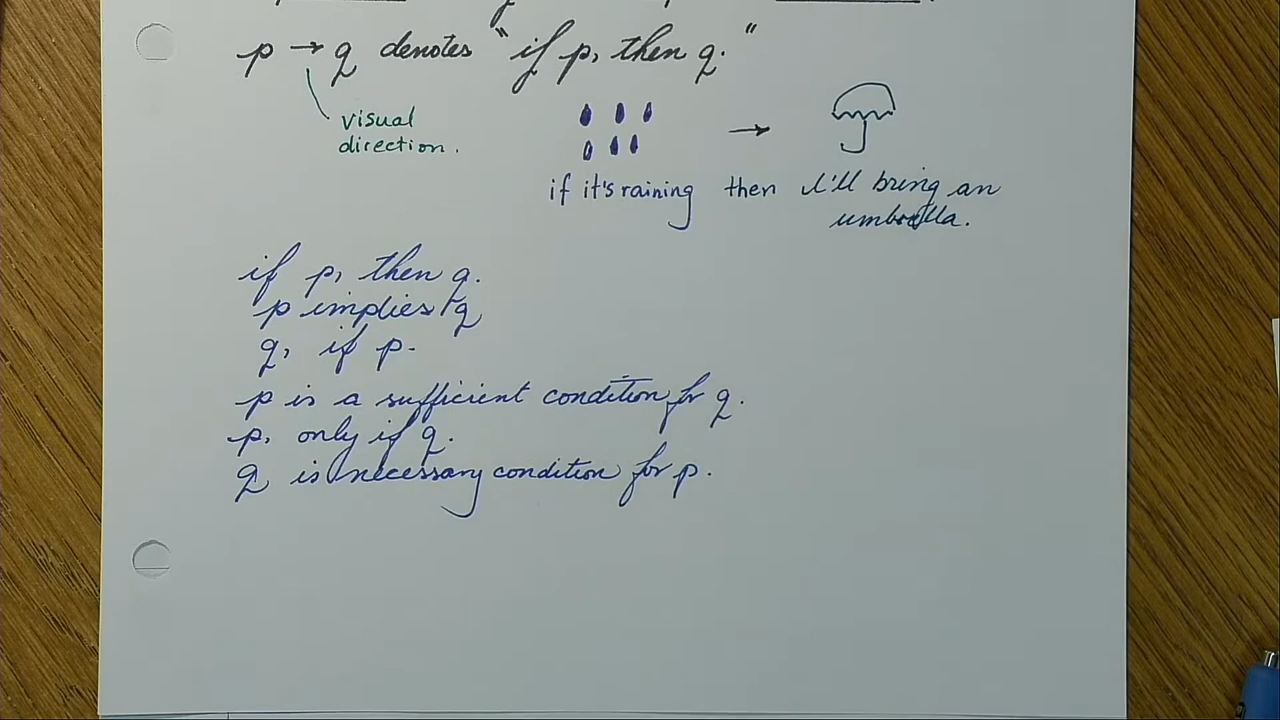 p → q denotes "if p, then q."
visual
direction.
→
if it's raining then I'll bring an
umbrella.
if p, then q.
p implies q
q, if p.
p is a sufficient condition for q.
p, only if q.
q is necessary condition for p.